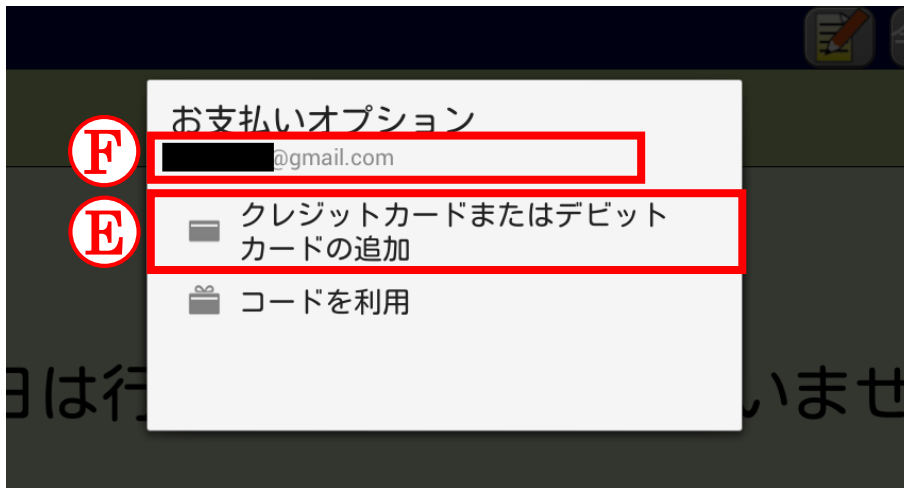 お支払いオプション
F
@gmail.com
E
クレジットカードまたはデビット
カードの追加
コードを利用
日は行
いませ